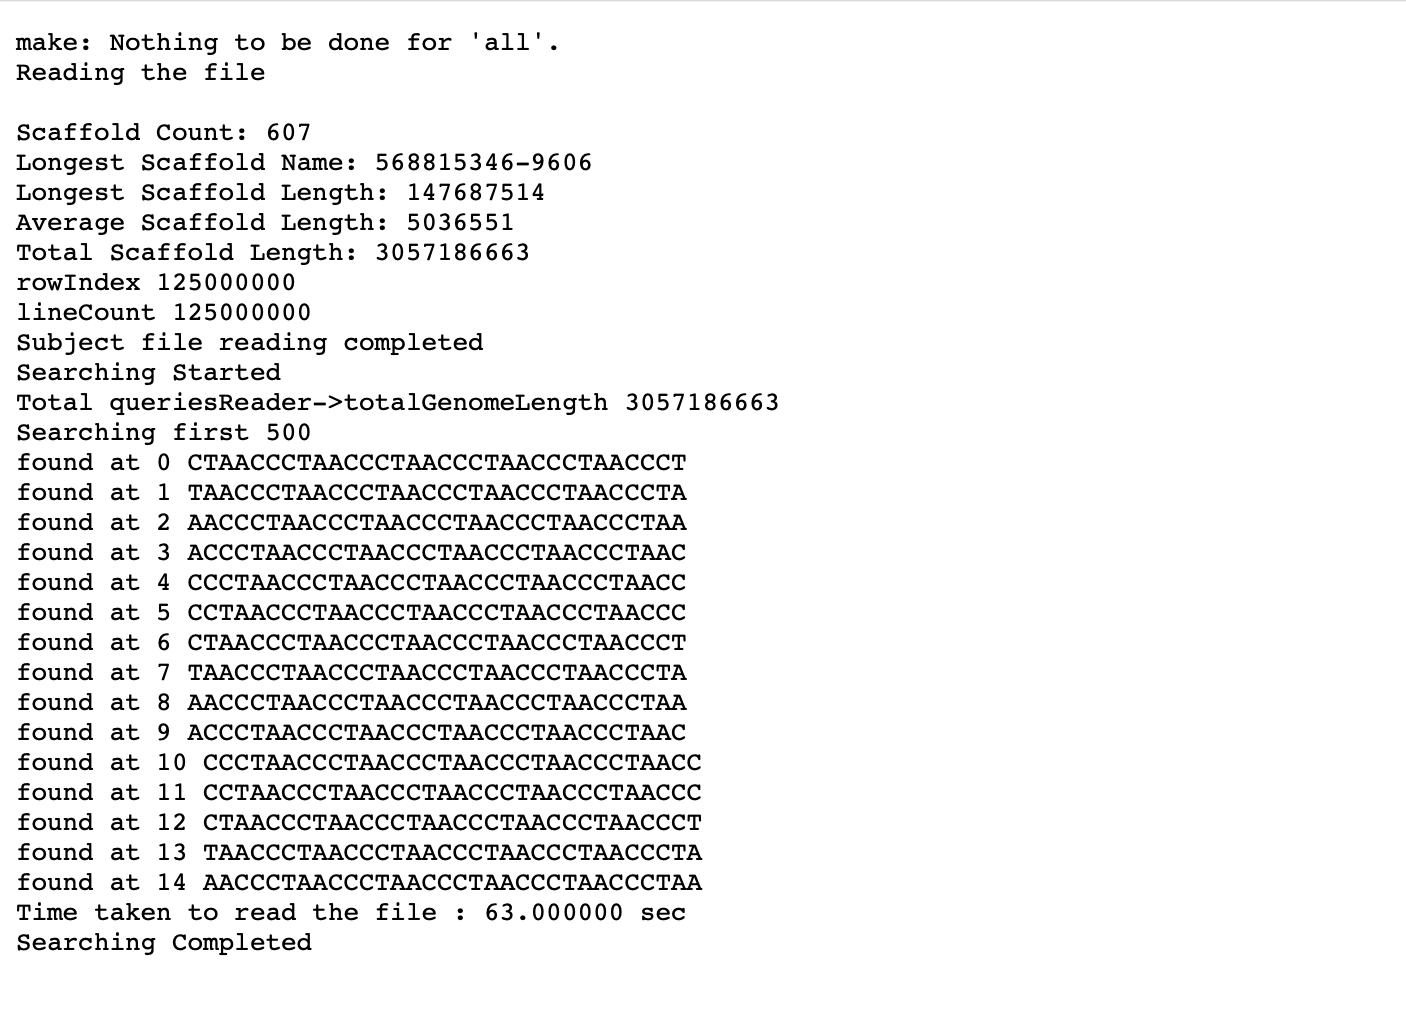 make: Nothing to be done for 'all'.
Reading the file
Scaffold Count: 607
Longest Scaffold Name: 568815346-9606
Longest Scaffold Length: 147687514
Average Scaffold Length: 5036551
Total Scaffold Length: 3057186663
rowIndex 125000000
lineCount 125000000
Subject file reading completed
Searching Started
Total queriesReader->totalGenomeLength 3057186663
Searching first 500
found at 0 CTAACCCTAACCCTAACCCTAACCCTAACCCT
found at 1 TAACCCTAACCCTAACCCTAACCCTAACCCTA
found at 2 AACCCTAACCCTAACCCTAACCCTAACCCTAA
found at 3 ACCCTAACCCTAACCCTAACCCTAACCCTAAC
found at 4 CCCTAACCCTAACCCTAACCCTAACCCTAACC
found at 5 CCTAACCCTAACCCTAACCCTAACCCTAACCC
found at 6 CTAACCCTAACCCTAACCCTAACCCTAACCCT
found at 7 TAACCCTAACCCTAACCCTAACCCTAACCCTA
found at 8 AACCCTAACCCTAACCCTAACCCTAACCCTAA
found at 9 ACCCTAACCCTAACCCTAACCCTAACCCTAAC
found at 10 CCCTAACCCTAACCCTAACCCTAACCCTAACC
found at 11 CCTAACCCTAACCCTAACCCTAACCCTAACCC
found at 12 CTAACCCTAACCCTAACCCTAACCCTAACCCT
found at 13 TAACCCTAACCCTAACCCTAACCCTAACCCTA
found at 14 AACCCTAACCCTAACCCTAACCCTAACCCTAA
Time taken to read the file : 63.000000 sec
Searching Completed